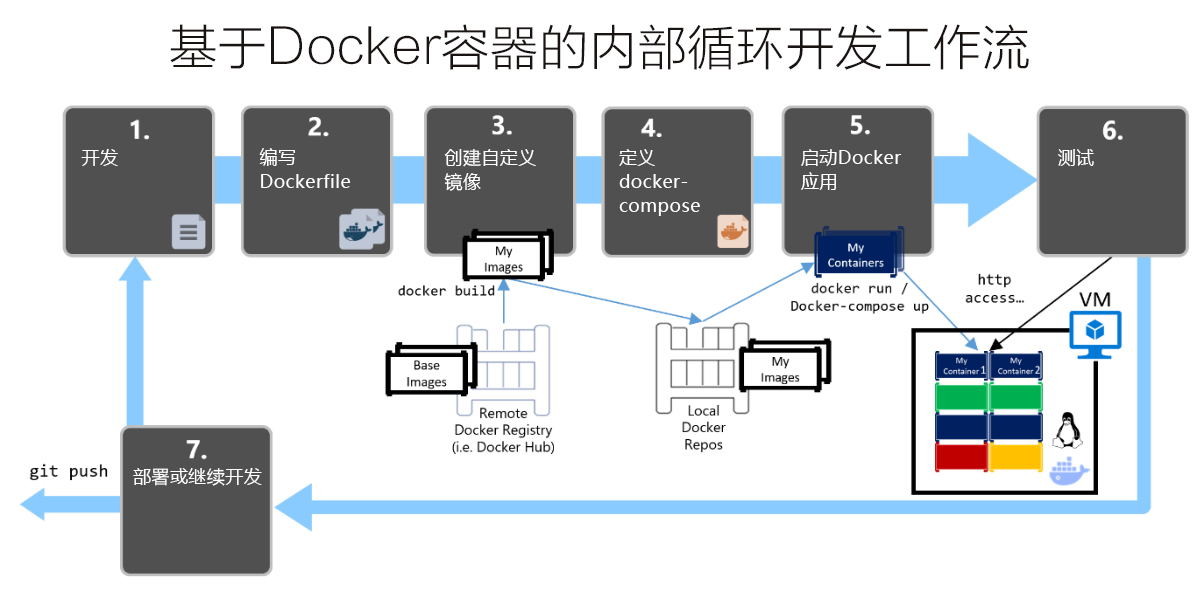 基于Docker容器的内部循环开发工作流
1.
开发
2.
编写
Dockerfile
3.
创建自定义
镜像
4.
定义
docker-
compose
5.
启动Docker
应用
6.
测试
My
Images
docker build
My
Containers
docker run /
Docker-compose up
http
access…
VM
Base
Images
Remote
Docker Registry
(i.e. Docker Hub)
My
Images
Local
Docker
Repos
My
Container 1
My
Container 2
7.
部署或继续开发
git push